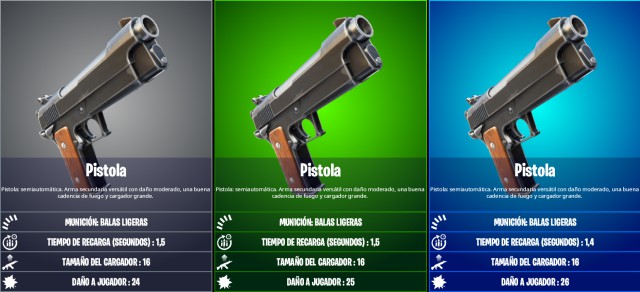 Pistola
Pistola: semiautomática. Arma secundaria versátil con daño moderado, una buena
cadencia de fuego y cargador grande.
MUNICIÓN: BALAS LIGERAS
TIEMPO DE RECARGA (SEGUNDOS) : 1,5
TAMAÑO DEL CARGADOR : 16
DAÑO A JUGADOR : 24
Pistola
Pistola: semiautomática. Arma secundaria versátil con daño moderado, una buena
cadencia de fuego y cargador grande.
MUNICIÓN: BALAS LIGERAS
TIEMPO DE RECARGA (SEGUNDOS) : 1,5
TAMAÑO DEL CARGADOR : 16
DAÑO A JUGADOR : 25
Pistola
Pistola: semiautomática. Arma secundaria versátil con daño moderado, una buena
cadencia de fuego y cargador grande.
MUNICIÓN: BALAS LIGERAS
TIEMPO DE RECARGA (SEGUNDOS) : 1,4
TAMAÑO DEL CARGADOR : 16
DAÑO A JUGADOR : 26